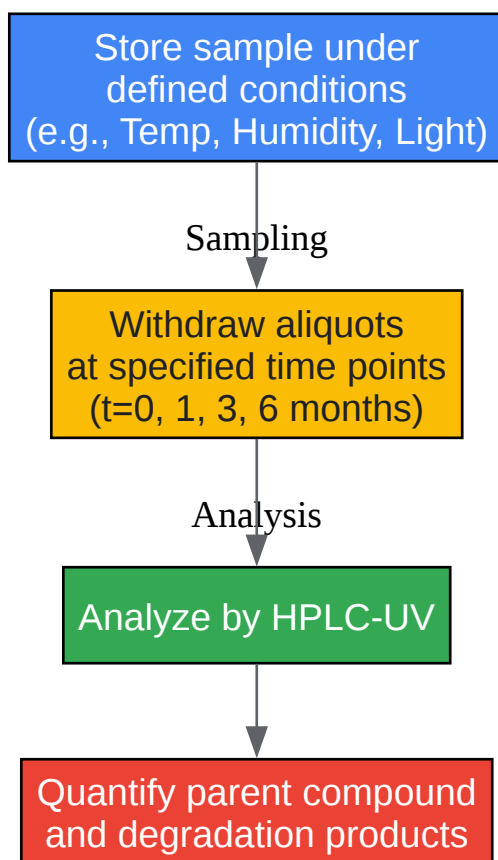 Store sample under
defined conditions
(e.g., Temp, Humidity, Light)
Sampling
Withdraw aliquots
at specified time points
(t=0, 1, 3, 6 months)
Analysis
Analyze by HPLC-UV
Quantify parent compound
and degradation products